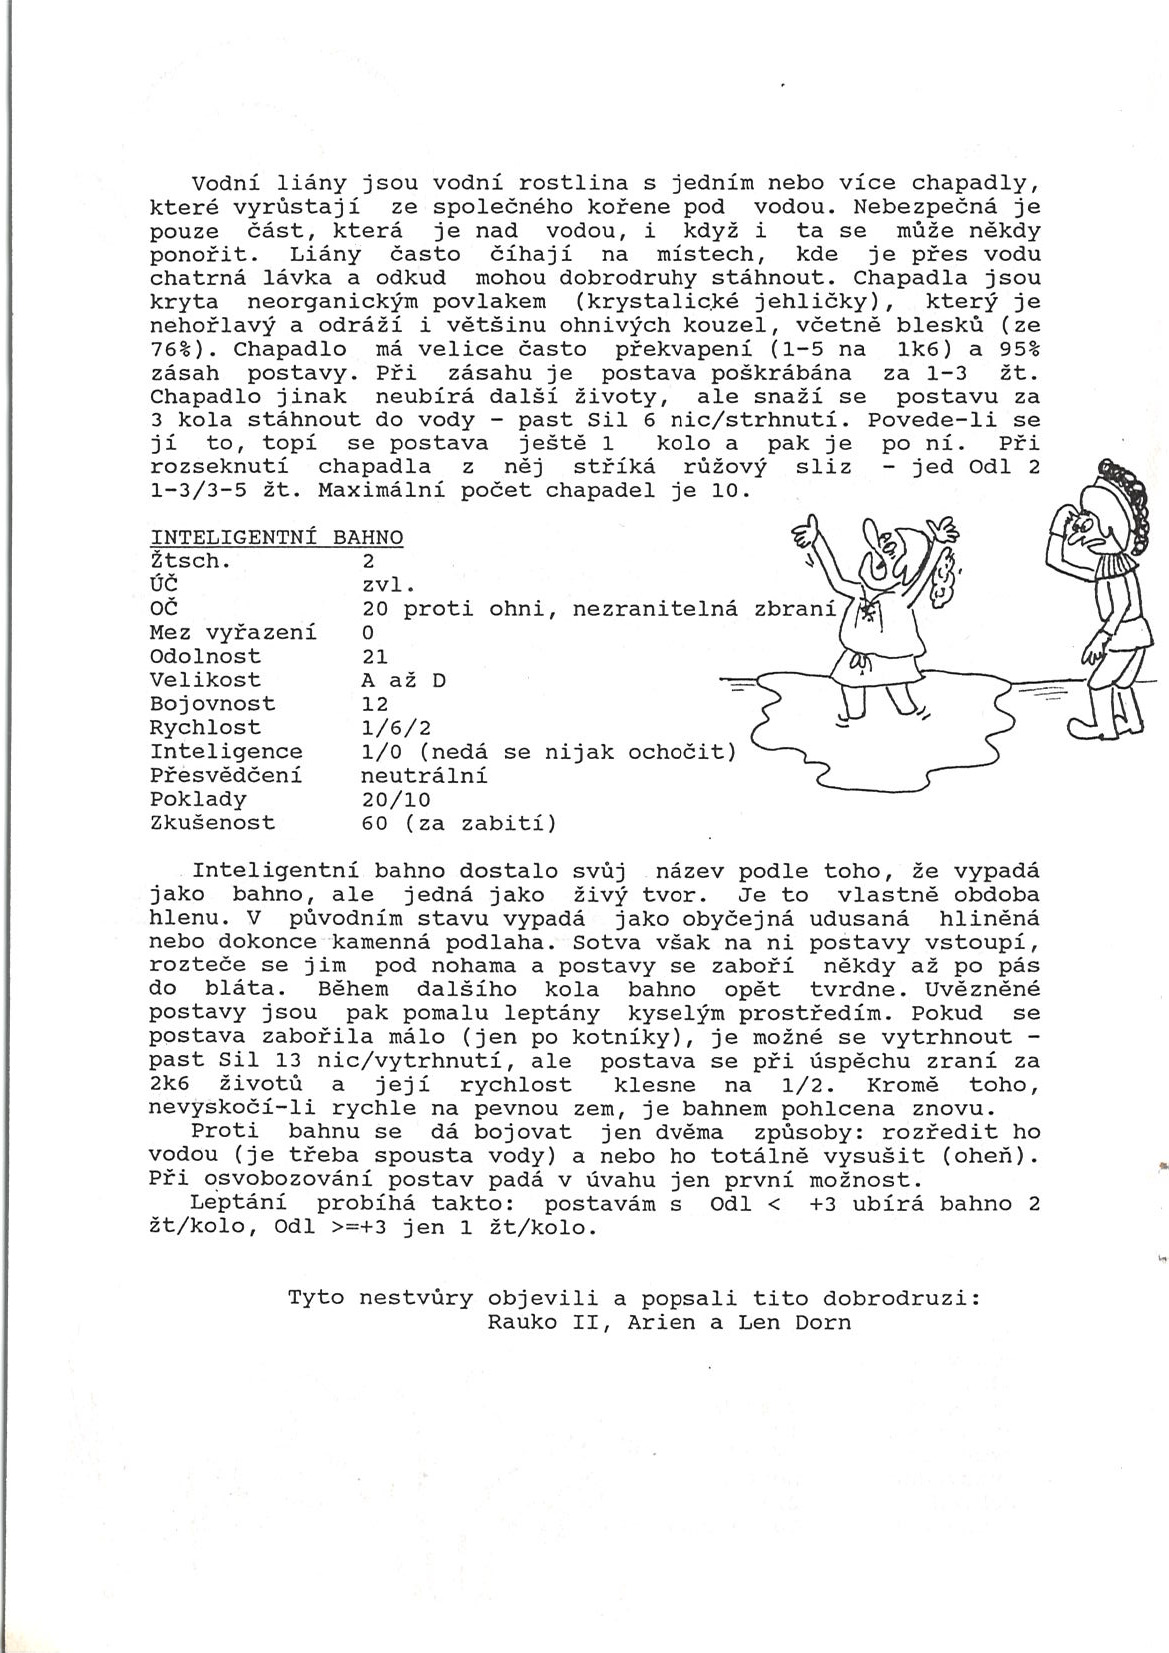 Vodní liány jsou vodní rostlina s jedním nebo více chapadly,
které vyrůstají ze společného kořene pod vodou. Nebezpečná je
pouze část, která je nad vodou, i když i ta se může někdy
ponořit. Liány často číhají na místech, kde je přes vodu
chatrná lávka a odkud mohou dobrodruhy stáhnout. Chapadla jsou
kryta neorganickým povlakem (krystalické jehličky), který je
nehořlavý a odráží i většinu ohnivých kouzel, včetně blesků (ze
76%). Chapadlo má velice často překvapení (1-5 na 1k6) a 95%
zásah postavy. Při zásahu je postava poškrábána za 1-3 žt.
Chapadlo jinak neubírá další životy, ale snaží se postavu za
3 kola stáhnout do vody - past Sil 6 nic/strhnutí. Povede-li se
jí to, topí se postava ještě 1 kolo a pak je po ní. Při
rozseknutí chapadla z něj stříká růžový sliz - jed Odl 2
1-3/3-5 žt. Maximální počet chapadel je 10.
INTELIGENTNÍ BAHNO
Žtsch. 2
ÚČ zvl.
OČ 20 proti ohni, nezranitelná zbraní
Mez vyřazení 0
Odolnost 21
Velikost A až D
Bojovnost 12
Rychlost 1/6/2
Inteligence 1/0 (nedá se nijak ochočit)
Přesvědčení neutrální
Poklady 20/10
Zkušenost 60 (za zabití)
Inteligentní bahno dostalo svůj název podle toho, že vypadá
jako bahno, ale jedná jako živý tvor. Je to vlastně obdoba
hlenu. V původním stavu vypadá jako obyčejná udusaná hliněná
nebo dokonce kamenná podlaha. Sotva však na ni postavy vstoupí,
rozteče se jim pod nohama a postavy se zaboří někdy až po pás
do bláta. Během dalšího kola bahno opět tvrdne. Uvězněné
postavy jsou pak pomalu leptány kyselým prostředím. Pokud se
postava zabořila málo (jen po kotníky), je možné se vytrhnout -
past Sil 13 nic/vytrhnutí, ale postava se při úspěchu zraní za
2k6 životů a její rychlost klesne na 1/2. Kromě toho,
nevyskočí-li rychle na pevnou zem, je bahnem pohlcena znovu.
Proti bahnu se dá bojovat jen dvěma způsoby: rozředit ho
vodou (je třeba spousta vody) a nebo ho totálně vysušit (oheň).
Při osvobozování postav padá v úvahu jen první možnost.
Leptání probíhá takto: postavám s Odl < +3 ubírá bahno 2
žt/kolo, Odl >=+3 jen 1 žt/kolo.
Tyto nestvůry objevili a popsali tito dobrodruzi:
Rauko II, Arien a Len Dorn